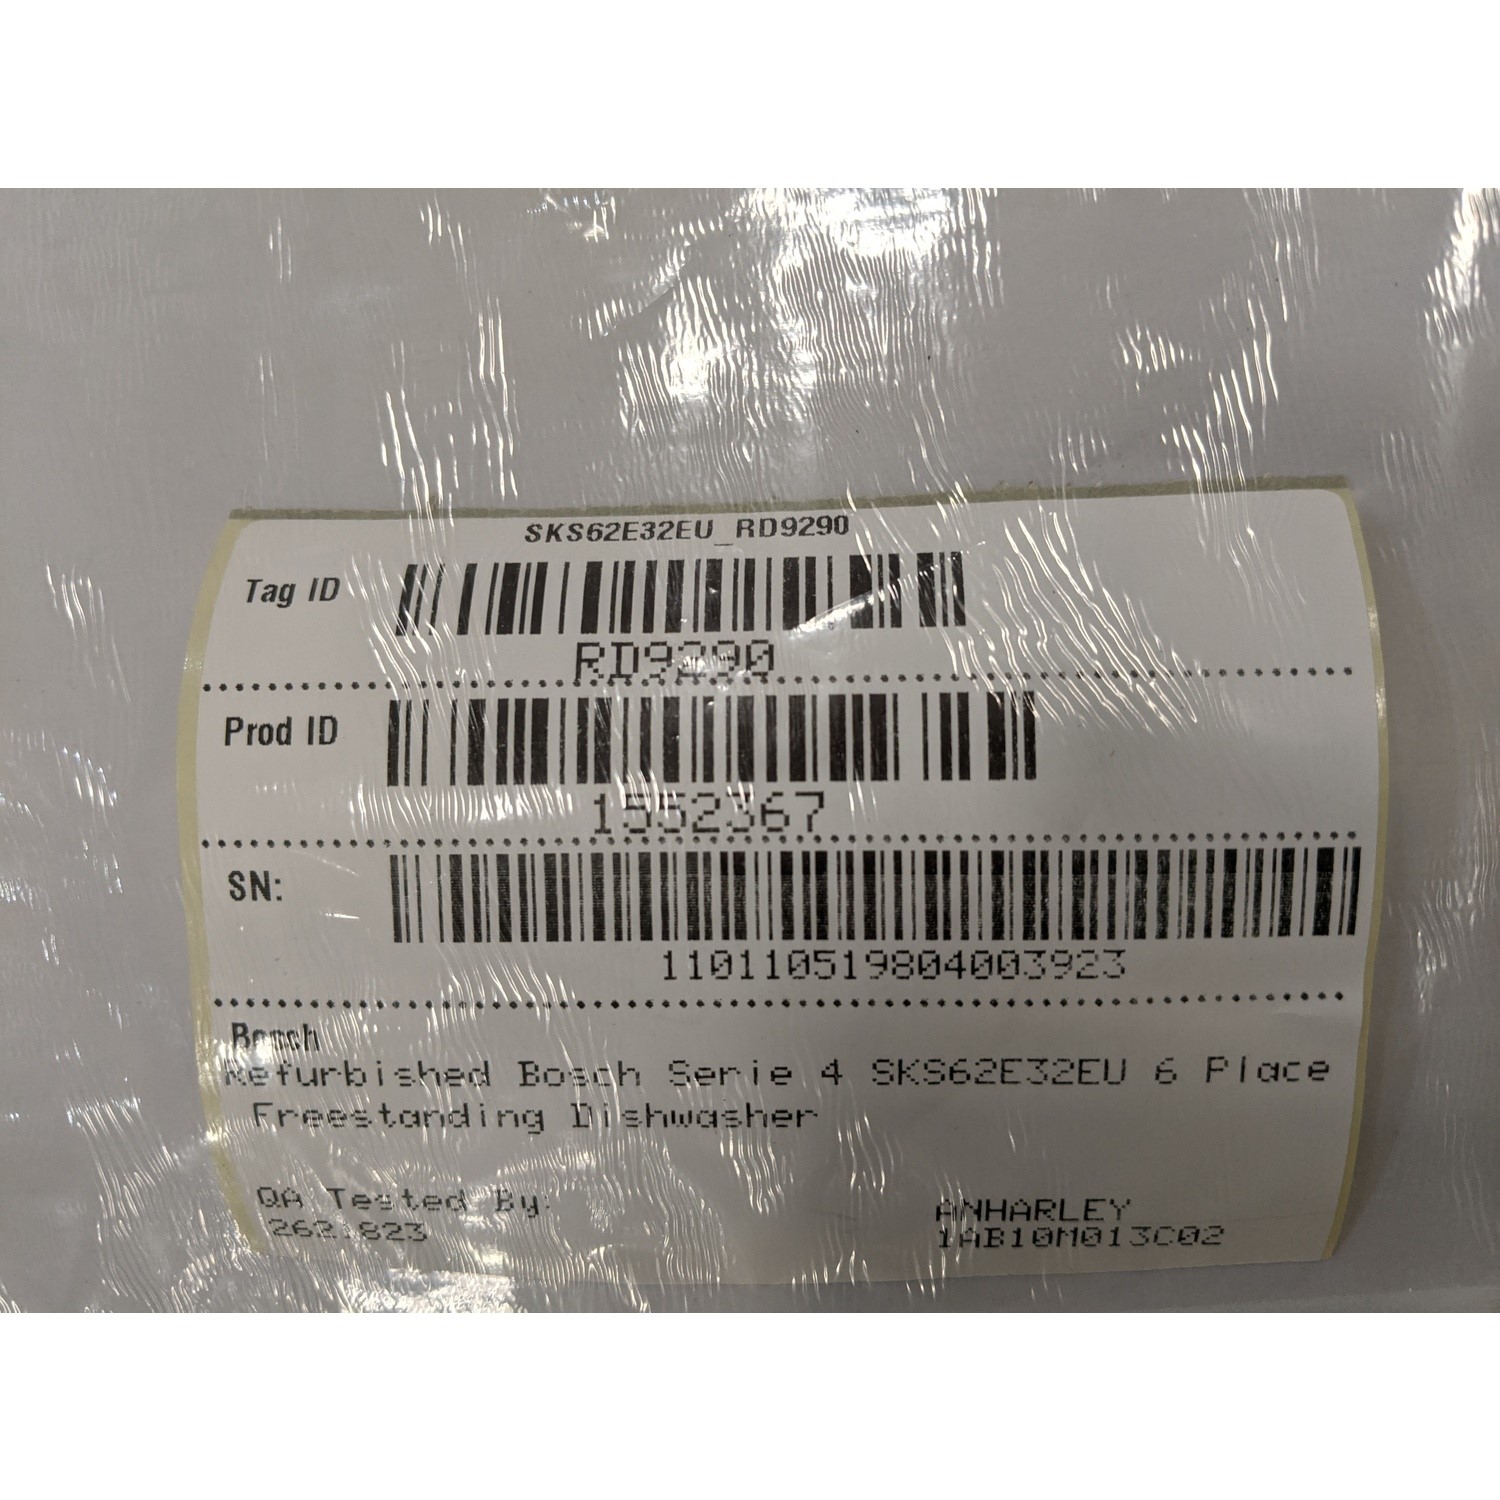 SKS62E32EU_RD9290
Tag ID
RD9290
Prod ID
1552367
SN:
110110519804003923
Bosch
Refurbished Bosch Serie 4 SKS62E32EU 6 Place
Freestanding Dishwasher
QA Tested By:
ANHARLEY
1AB10M013C02